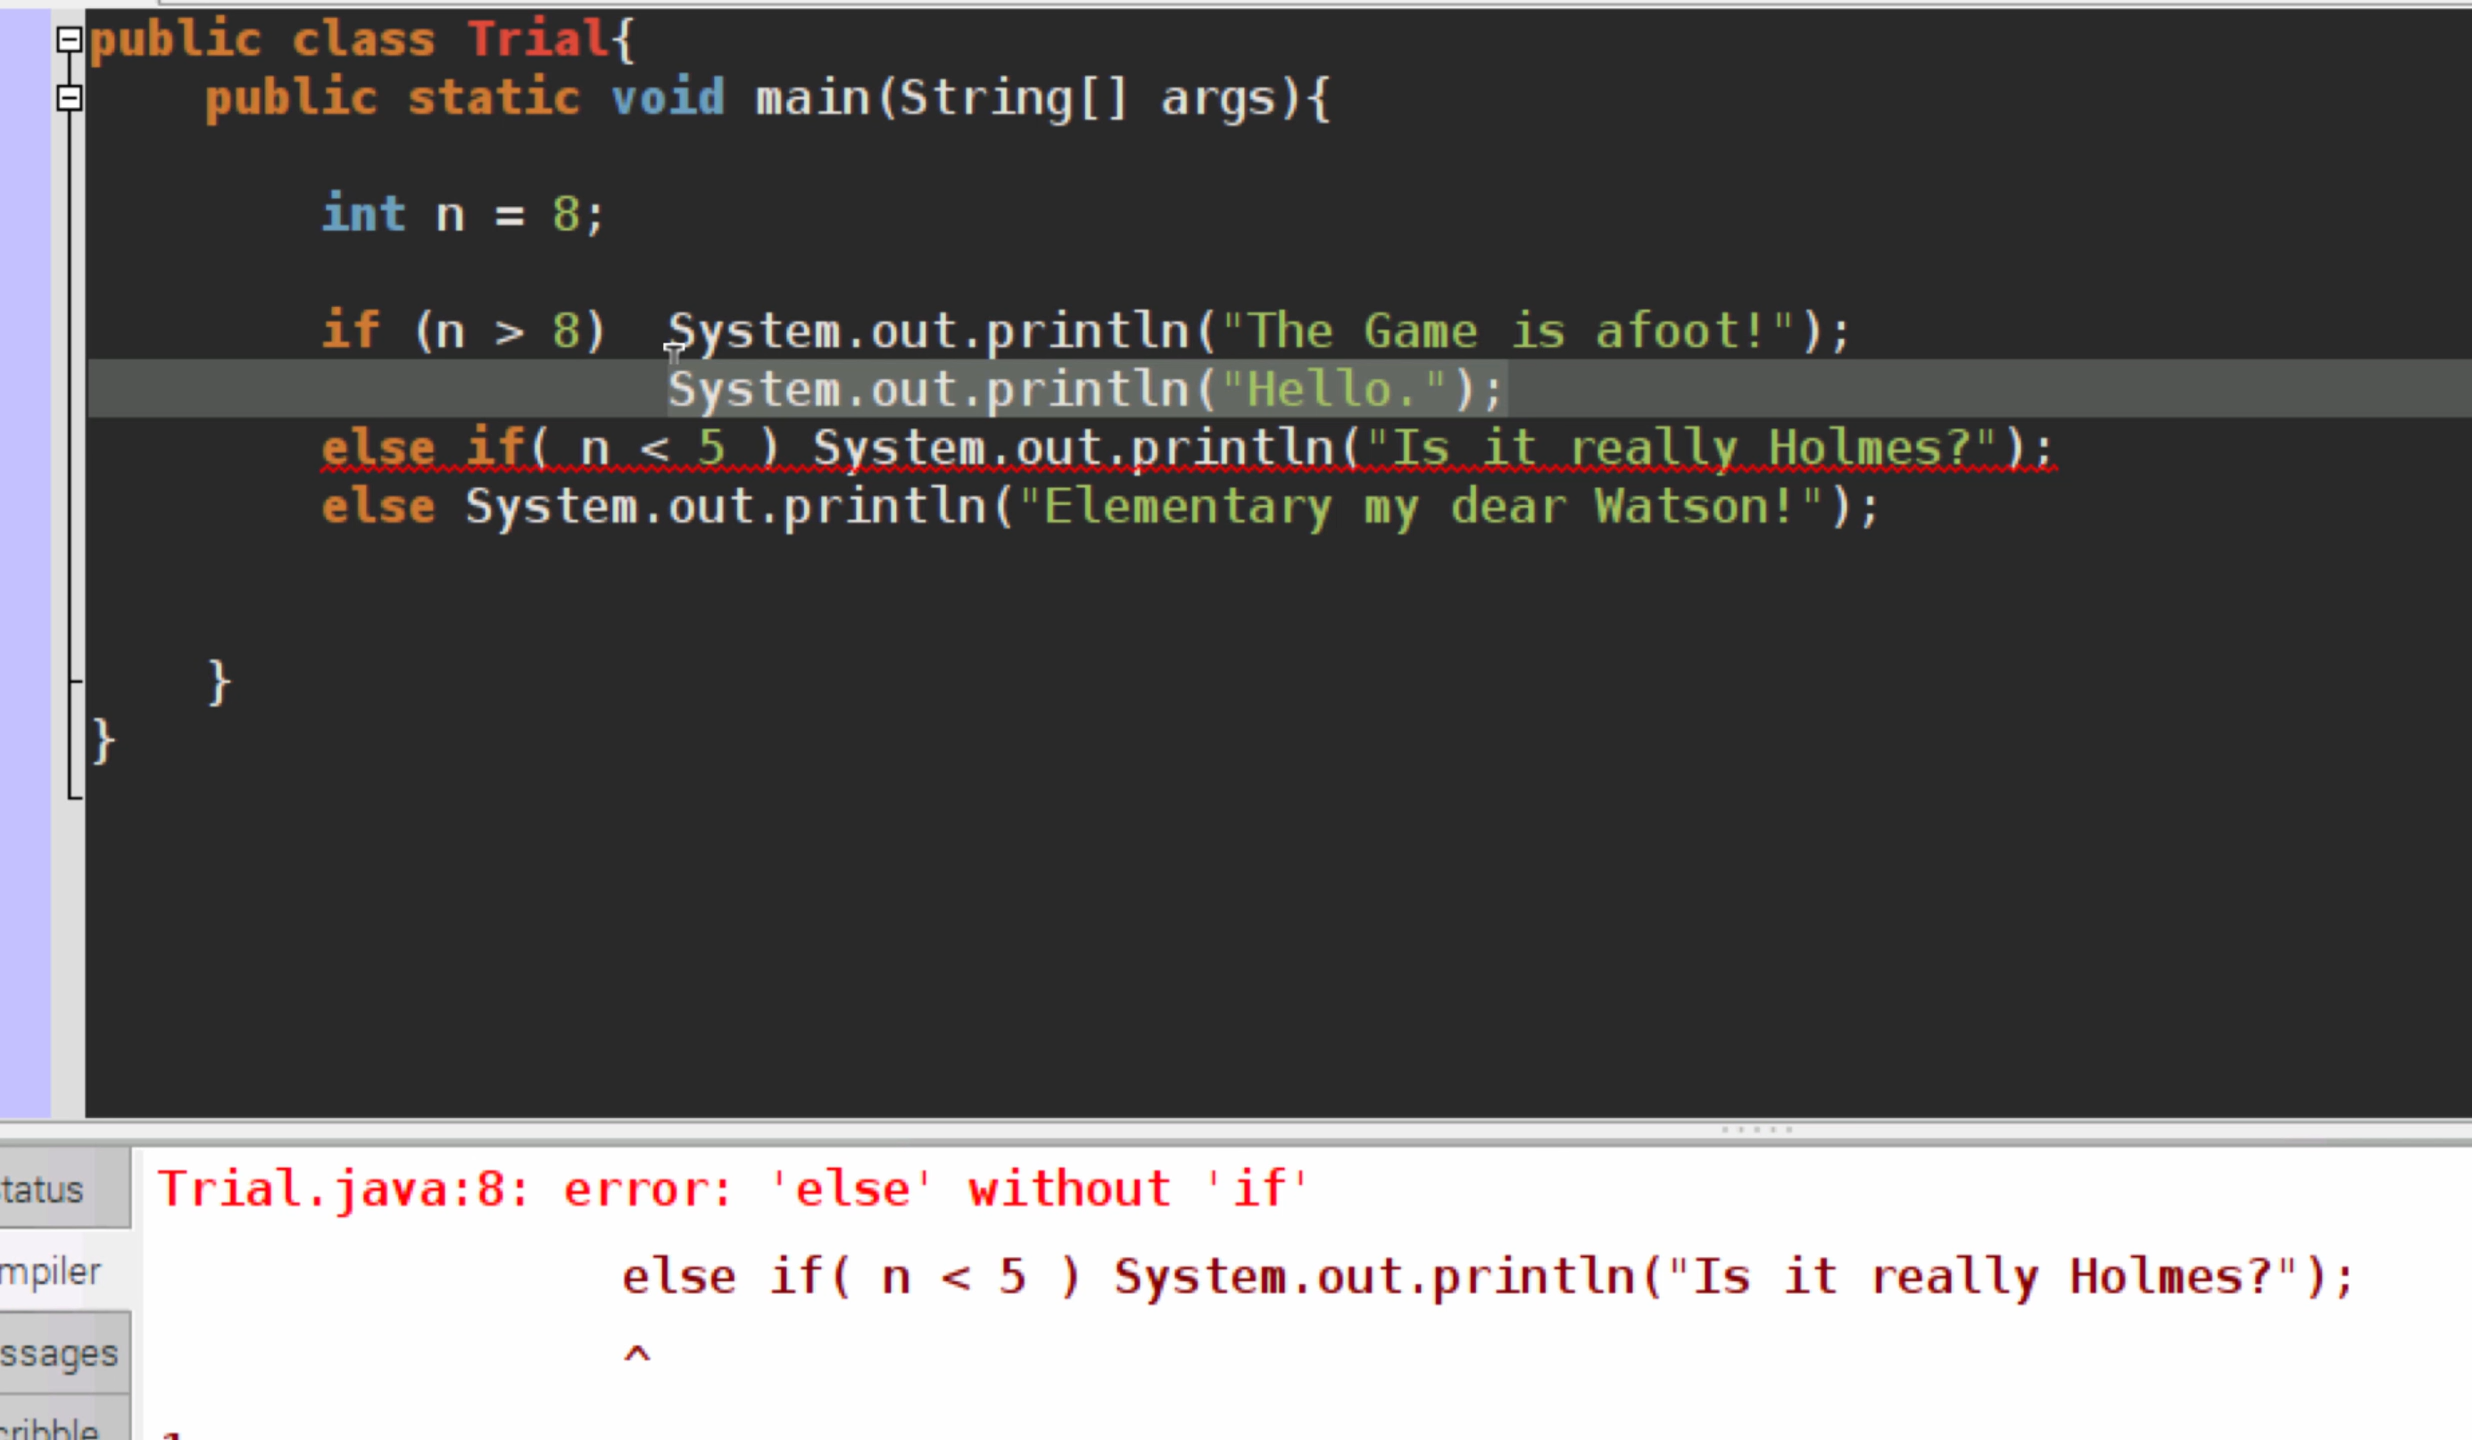 public class Trial{
public static void main(String[] args){
int n = 8;
if (n > 8)  System.out.println("The Game is afoot!");
System.out.println("Hello.");
else if( n < 5 ) System.out.println("Is it really Holmes?");
else System.out.println("Elementary my dear Watson!");
}
}
tatus
Trial.java:8: error: 'else' without 'if'
else if( n < 5 ) System.out.println("Is it really Holmes?");
mpiler
^
ssages
cribble